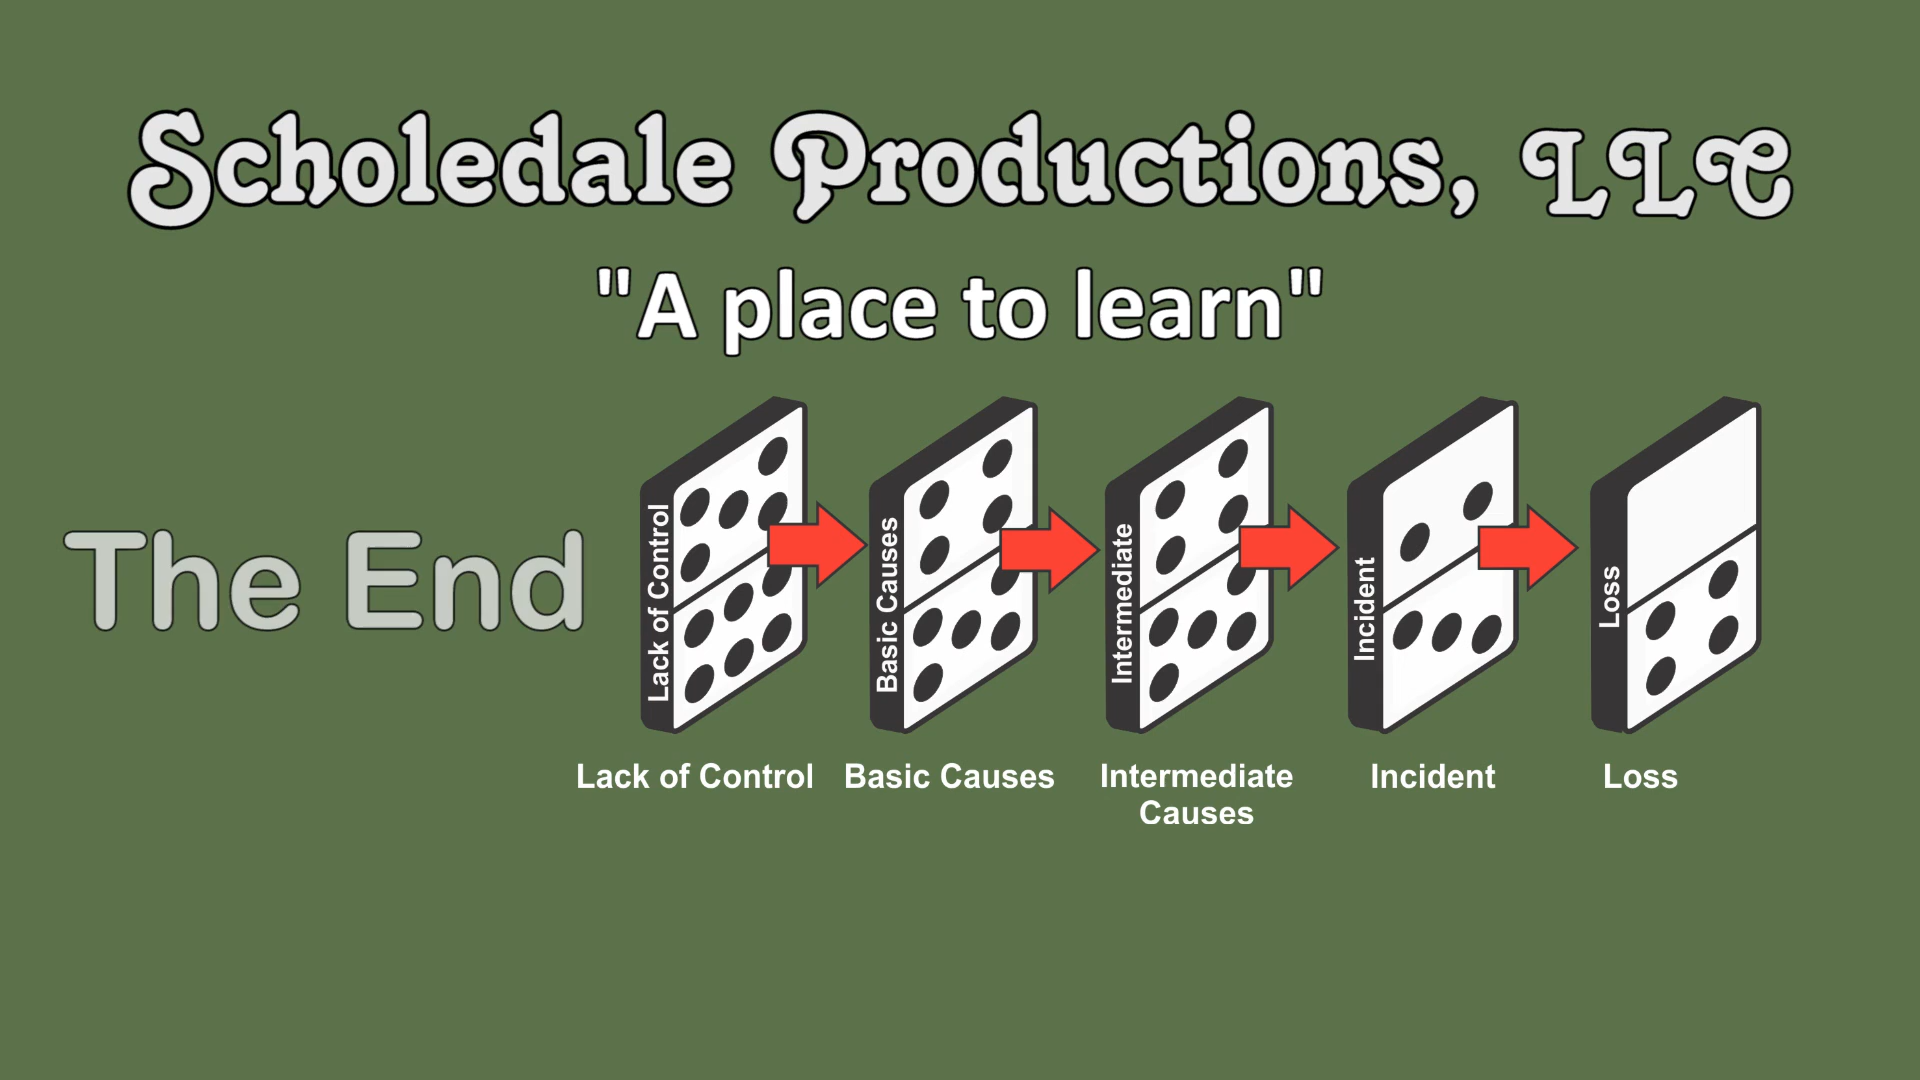 Scholedale Productions, LLC
"A place to learn"
The End
Lack of Control
Basic Causes
Intermediate
Incident
Loss
Lack of Control
Basic Causes
Intermediate
Causes
Incident
Loss